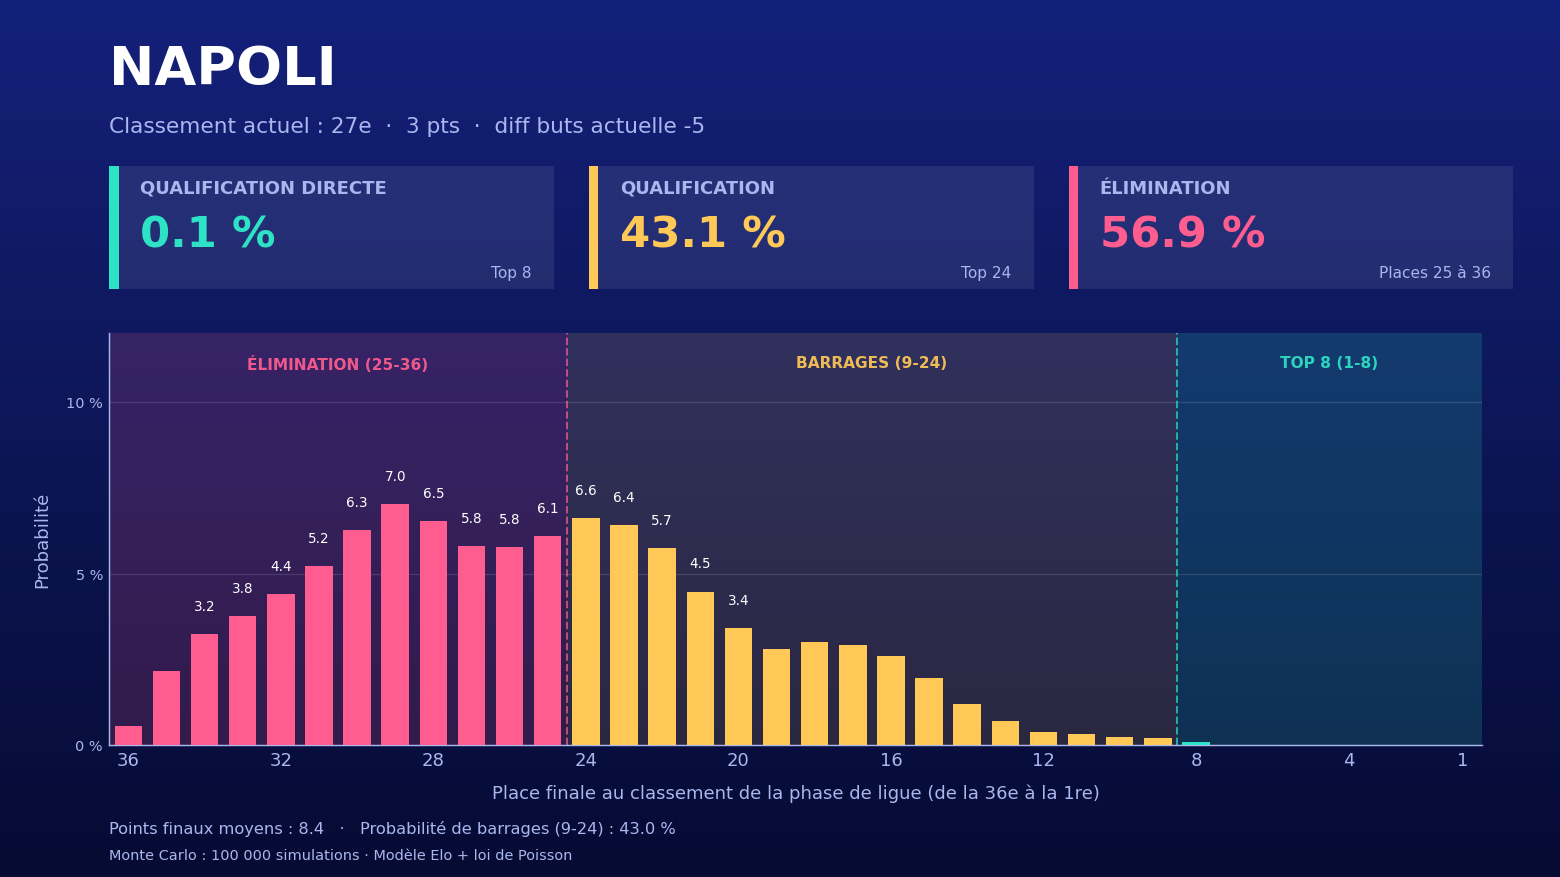 NAPOLI
Classement actuel : 27e · 3 pts · diff buts actuelle -5
QUALIFICATION DIRECTE
0.1 %
Top 8
QUALIFICATION
43.1 %
Top 24
ÉLIMINATION
56.9 %
Places 25 à 36
ÉLIMINATION (25-36)
BARRAGES (9-24)
TOP 8 (1-8)
Probabilité
10 %
5 %
0 %
3.2
3.8
4.4
5.2
6.3
7.0
6.5
5.8
5.8
6.1
6.6
6.4
5.7
4.5
3.4
36 32 28 24 20 16 12 8 4 1
Place finale au classement de la phase de ligue (de la 36e à la 1re)
Points finaux moyens : 8.4 · Probabilité de barrages (9-24) : 43.0 %
Monte Carlo : 100 000 simulations · Modèle Elo + loi de Poisson